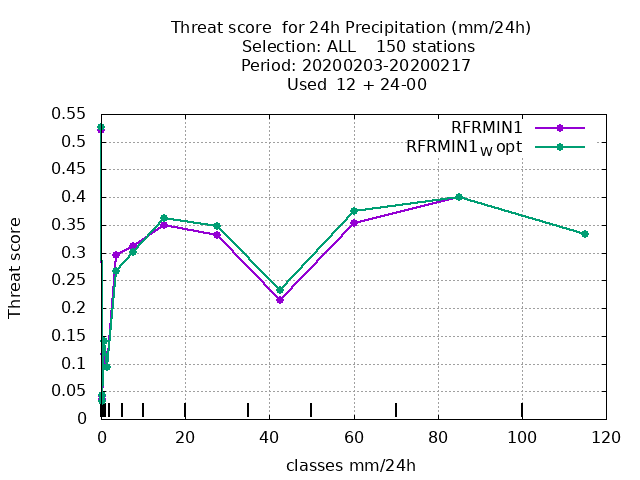 Threat score  for 24h Precipitation (mm/24h)
Selection: ALL    150 stations
Period: 20200203-20200217
Used  12 + 24-00
RFRMIN1
RFRMIN1W opt
Threat score
0.55
0.5
0.45
0.4
0.35
0.3
0.25
0.2
0.15
0.1
0.05
0
0 20 40 60 80 100 120
classes mm/24h